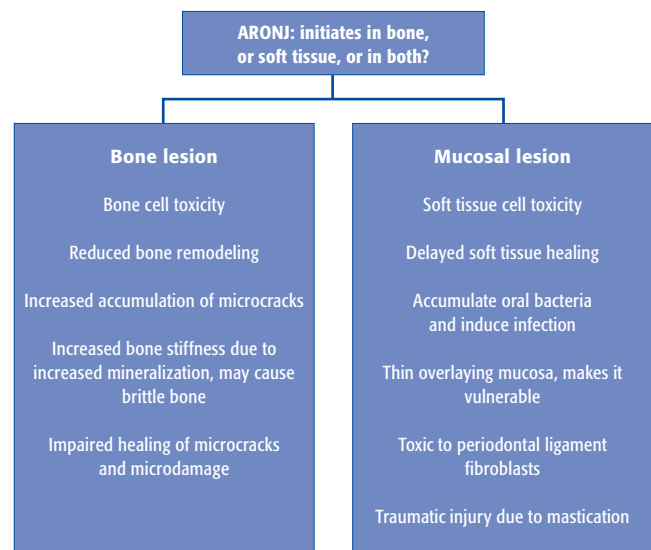 ARONJ: initiates in bone,
or soft tissue, or in both?
Bone lesion
Bone cell toxicity
Reduced bone remodeling
Increased accumulation of microcracks
Increased bone stiffness due to
increased mineralization, may cause
brittle bone
Impaired healing of microcracks
and microdamage
Mucosal lesion
Soft tissue cell toxicity
Delayed soft tissue healing
Accumulate oral bacteria
and induce infection
Thin overlaying mucosa, makes it
vulnerable
Toxic to periodontal ligament
fibroblasts
Traumatic injury due to mastication